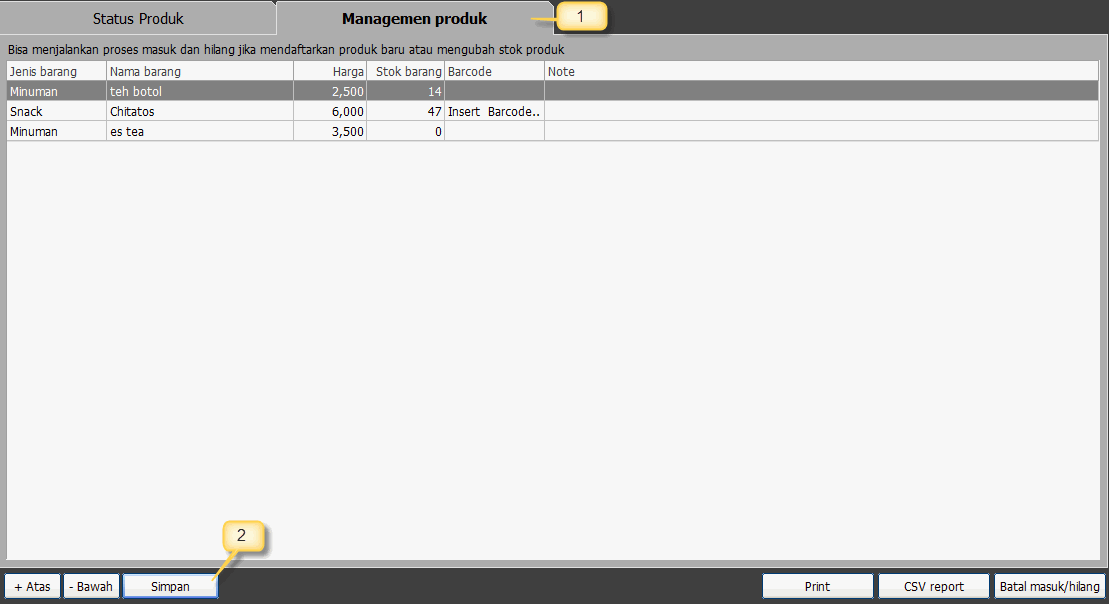 Status Produk Managemen produk 1
Bisa menjalankan proses masuk dan hilang jika mendaftarkan produk baru atau mengubah stok produk
Jenis barang Nama barang Harga Stok barang Barcode Note
Minuman teh botol 2,500 14
Snack Chitatos 6,000 47 Insert Barcode..
Minuman es tea 3,500 0
2
+ Atas - Bawah Simpan Print CSV report Batal masuk/hilang